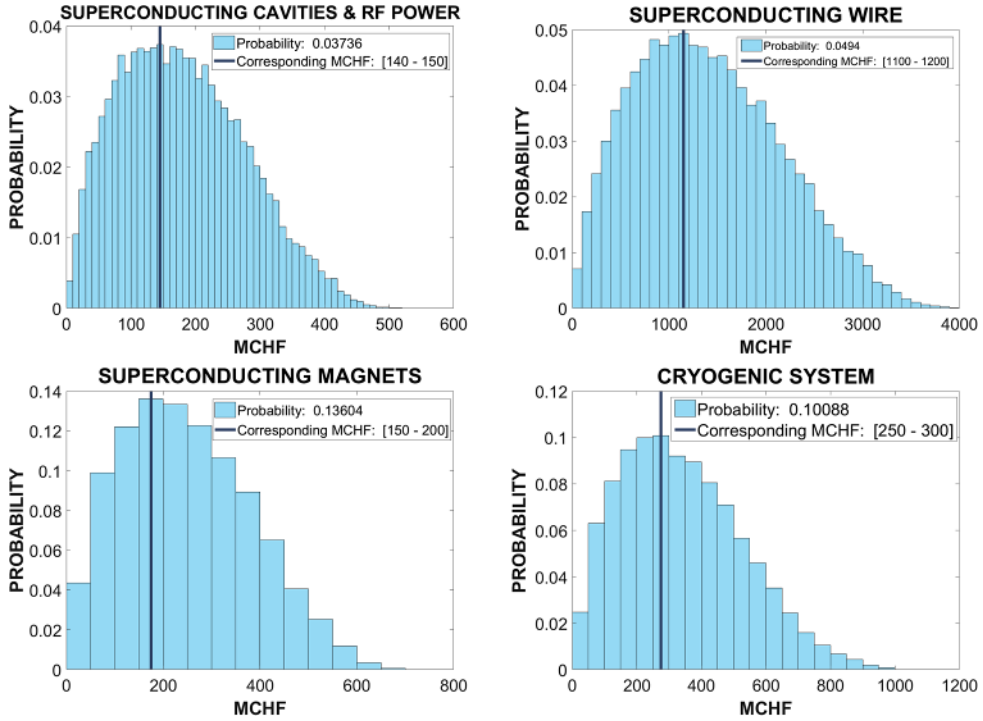 SUPERCONDUCTING CAVITIES & RF POWER
0.04
0.03
0.02
0.01
0
PROBABILITY
Probability: 0.03736
Corresponding MCHF: [140 - 150]
0 100 200 300 400 500 600
MCHF
SUPERCONDUCTING WIRE
0.05
0.04
0.03
0.02
0.01
0
PROBABILITY
Probability: 0.0494
Corresponding MCHF: [1100 - 1200]
0 1000 2000 3000 4000
MCHF
SUPERCONDUCTING MAGNETS
0.14
0.12
0.1
0.08
0.06
0.04
0.02
0
PROBABILITY
Probability: 0.13604
Corresponding MCHF: [150 - 200]
0 200 400 600 800
MCHF
CRYOGENIC SYSTEM
0.12
0.1
0.08
0.06
0.04
0.02
0
PROBABILITY
Probability: 0.10088
Corresponding MCHF: [250 - 300]
0 200 400 600 800 1000 1200
MCHF